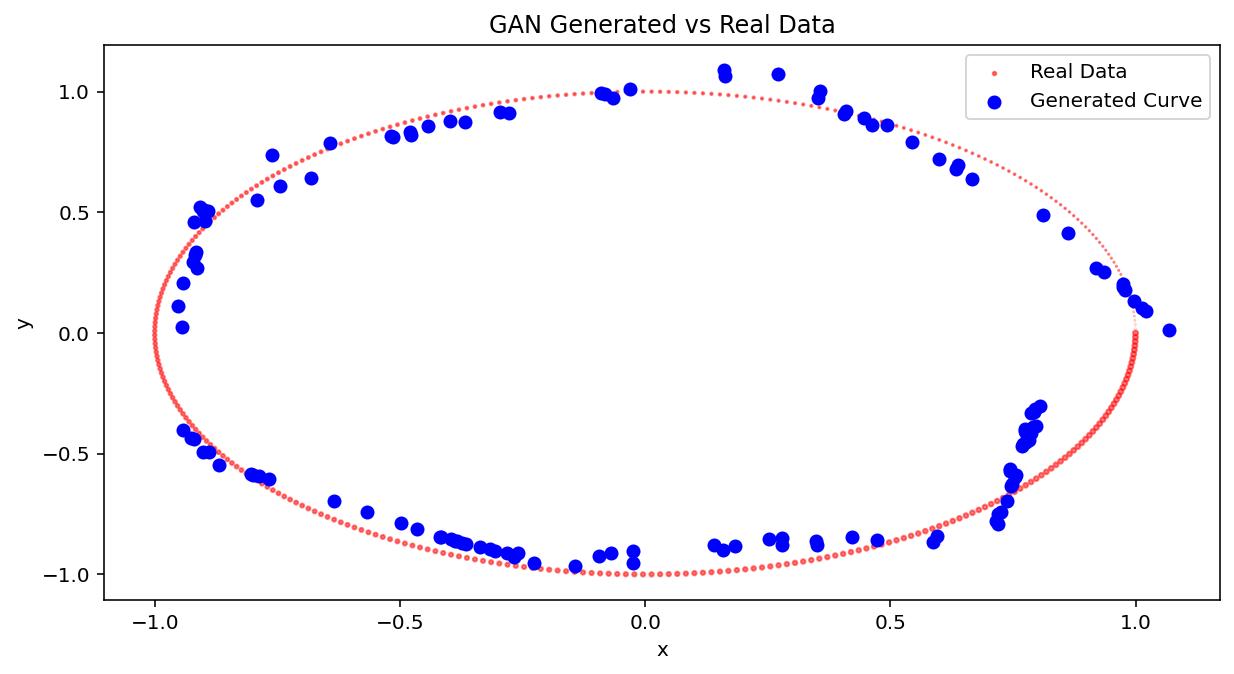 GAN Generated vs Real Data
Real Data
Generated Curve
1.0
0.5
0.0
−0.5
−1.0
y
−1.0 −0.5 0.0 0.5 1.0
x